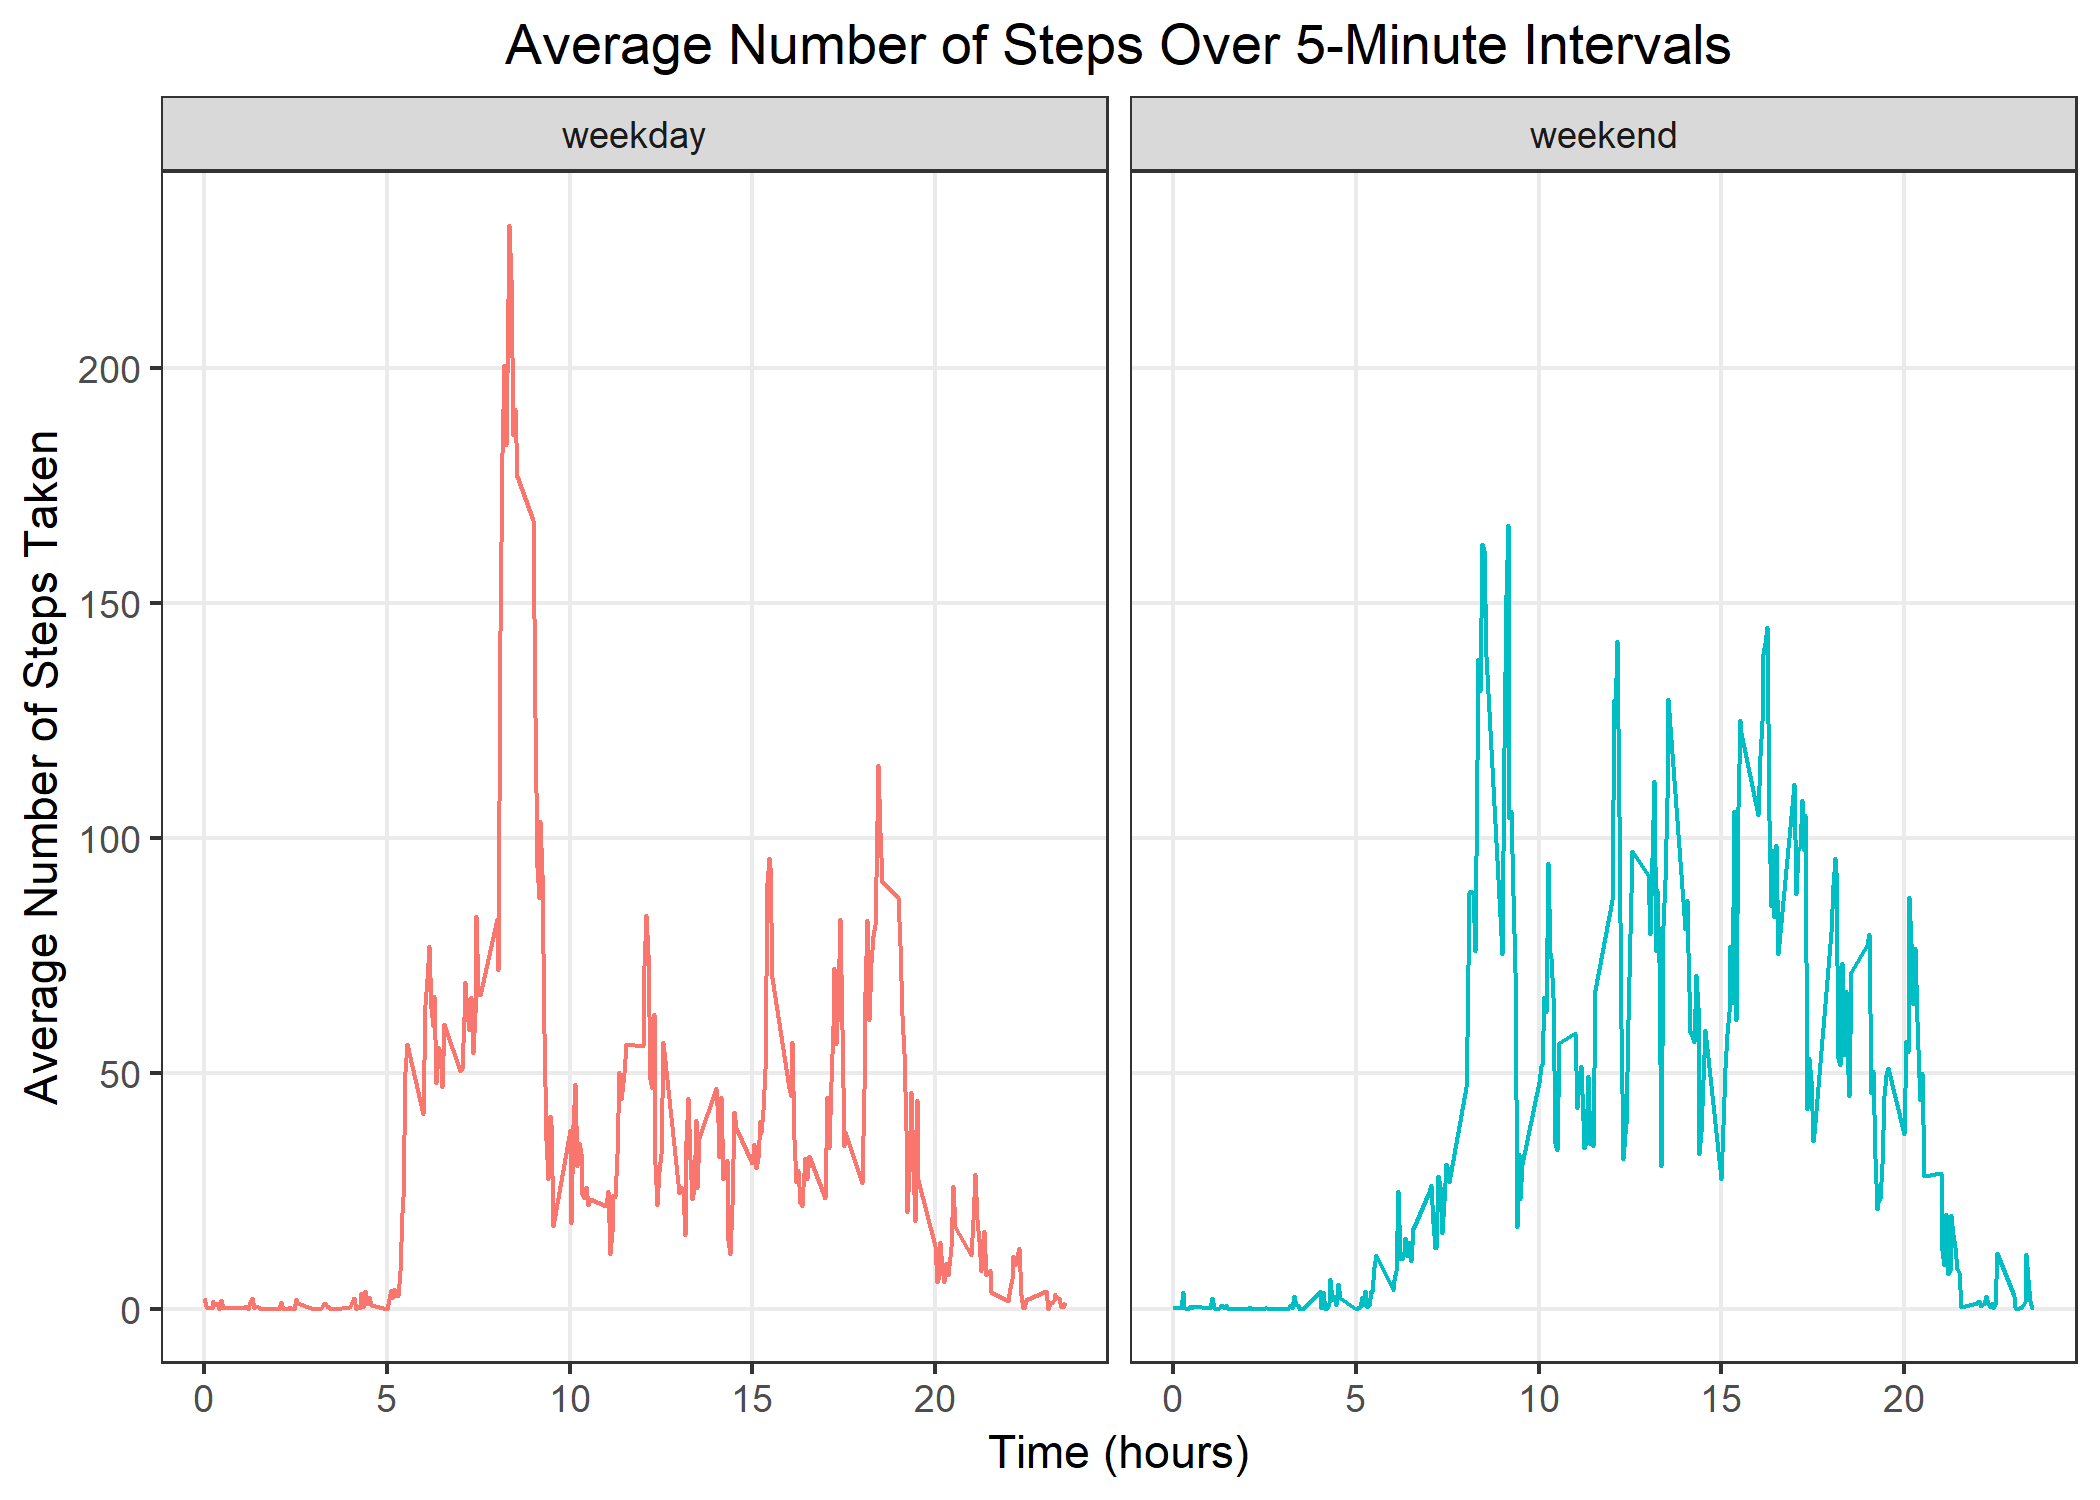 Average Number of Steps Over 5-Minute Intervals
weekday
weekend
Average Number of Steps Taken
200
150
100
50
0
0 5 10 15 20
0 5 10 15 20
Time (hours)